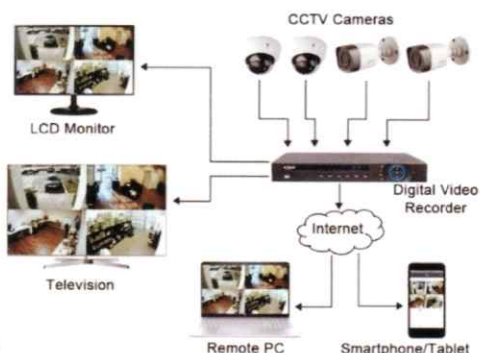 CCTV Cameras
LCD Monitor
Digital Video
Recorder
Internet
Television
Remote PC
Smartphone/Tablet